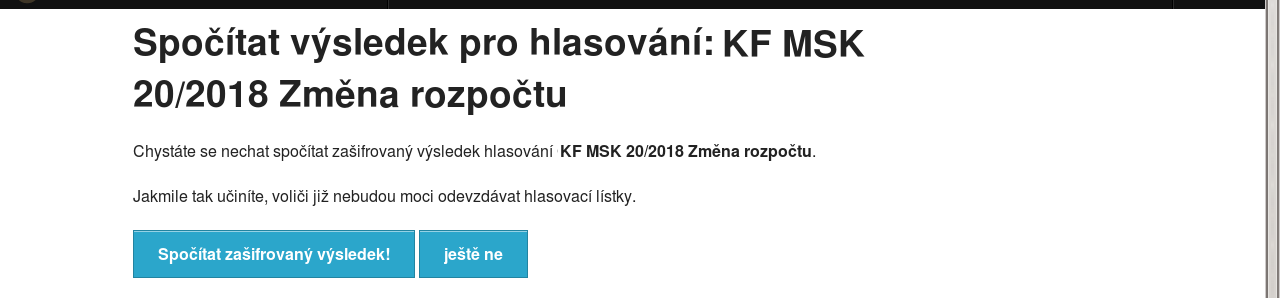 Spočítat výsledek pro hlasování: KF MSK
20/2018 Změna rozpočtu
Chystáte se nechat spočítat zašifrovaný výsledek hlasování KF MSK 20/2018 Změna rozpočtu.
Jakmile tak učiníte, voliči již nebudou moci odevzdávat hlasovací lístky.
Spočítat zašifrovaný výsledek! ještě ne